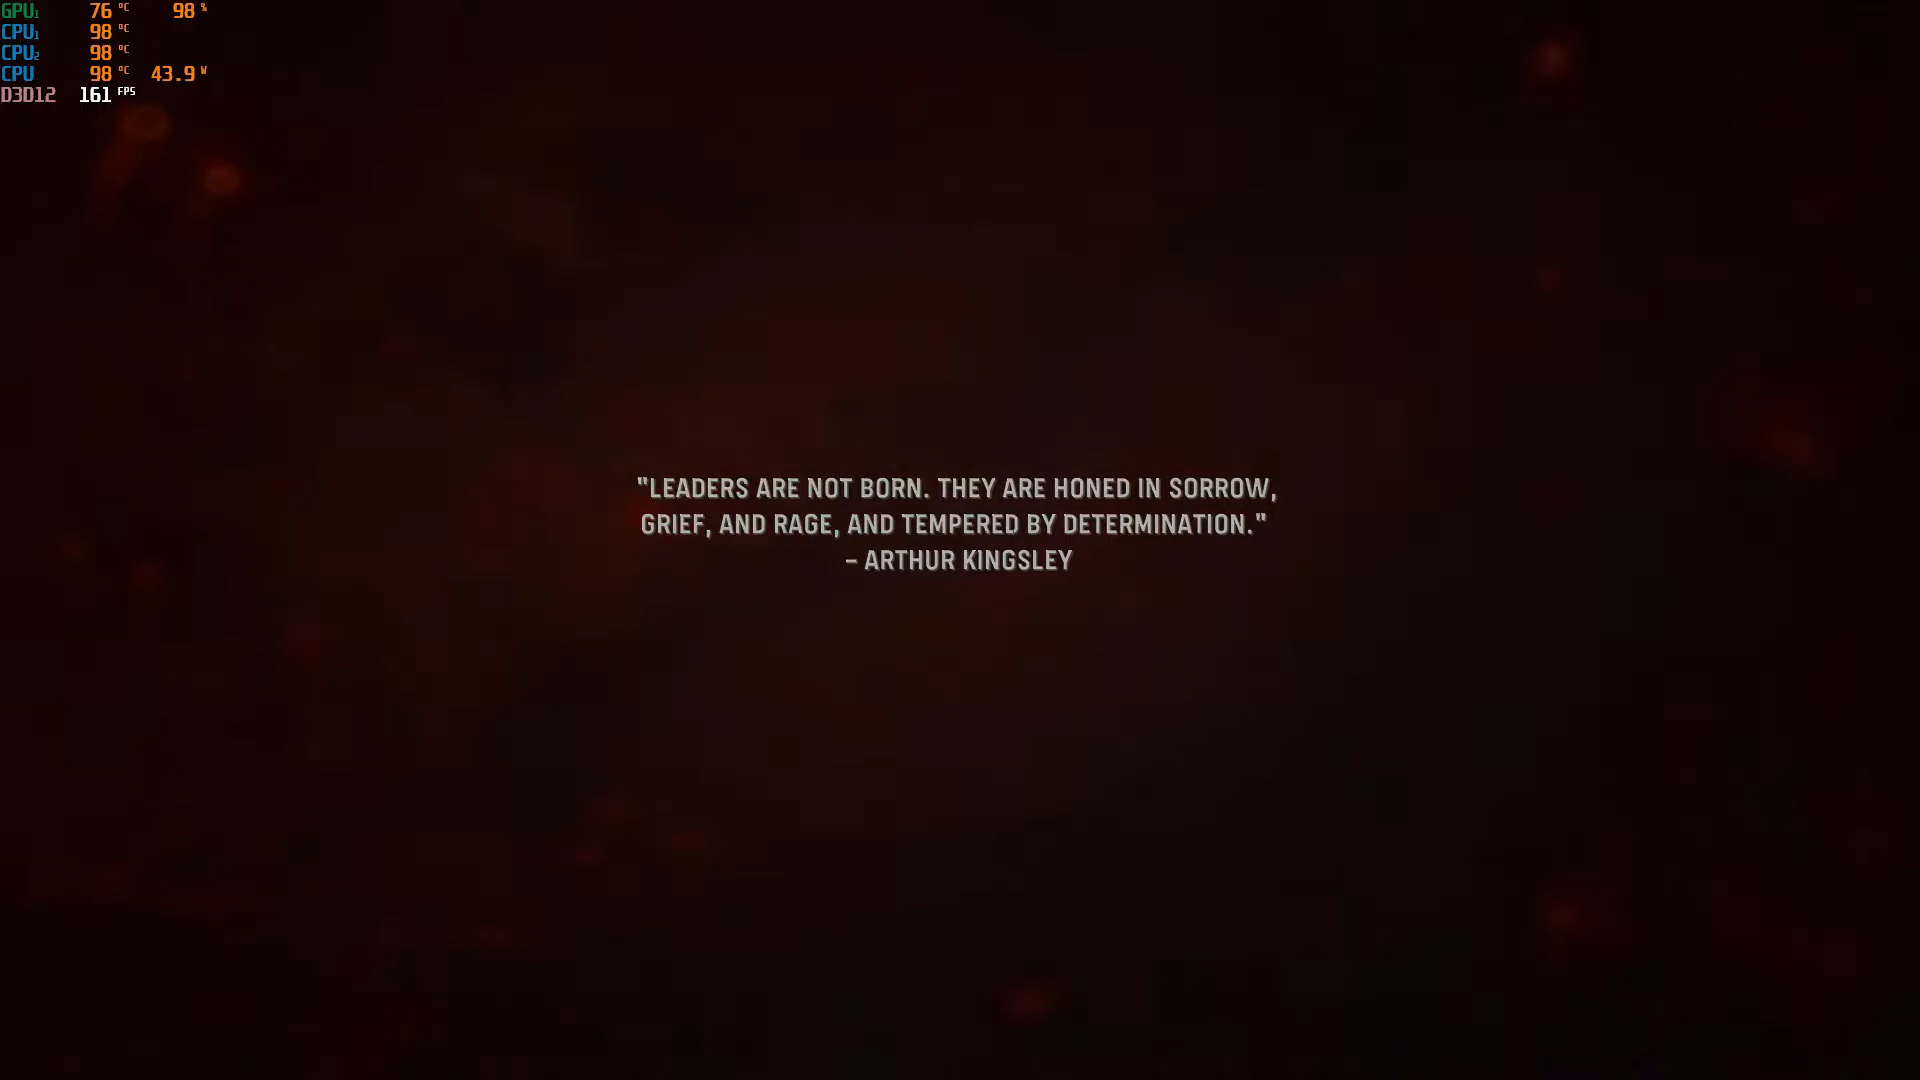 GPU1 76 °C 98 %
CPU1 98 °C
CPU2 98 °C
CPU 98 °C 43.9 W
D3D12 161 FPS
"LEADERS ARE NOT BORN. THEY ARE HONED IN SORROW,
GRIEF, AND RAGE, AND TEMPERED BY DETERMINATION."
– ARTHUR KINGSLEY